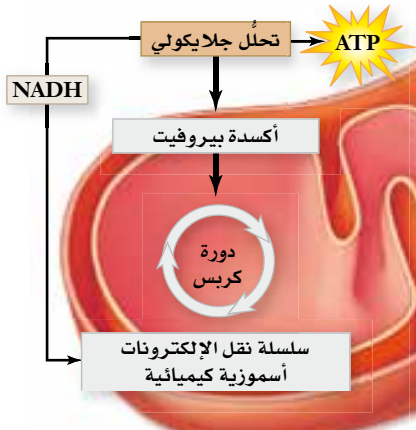 تحلُّل جلايكولي
ATP
NADH
أكسدة بيروفيت
دورة
كربس
سلسلة نقل الإلكترونات
أسموزية كيميائية